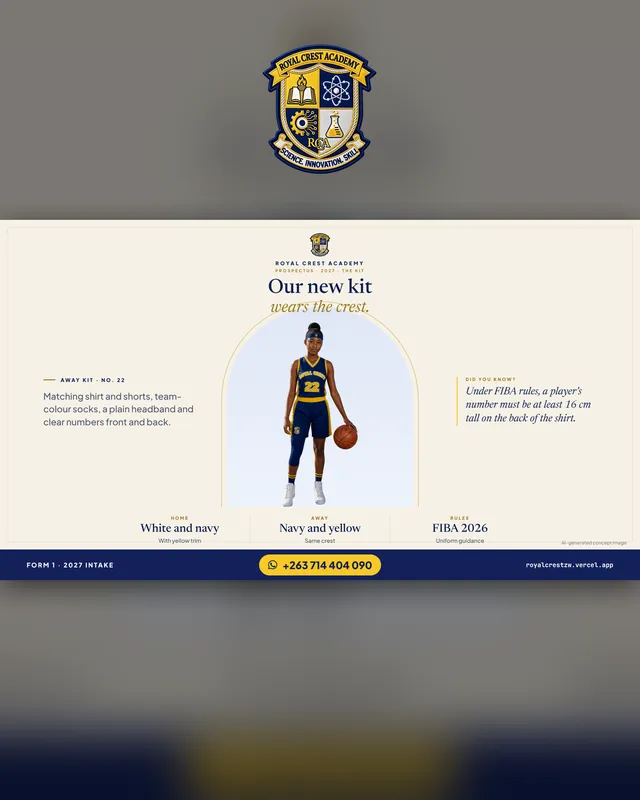 ROYAL CREST ACADEMY
RCA
SCIENCE. INNOVATION. SKILL
ROYAL CREST ACADEMY
PROSPECTUS · 2027 · THE KIT
Our new kit
wears the crest.
AWAY KIT · NO. 22
Matching shirt and shorts, team-
colour socks, a plain headband and
clear numbers front and back.
22
DID YOU KNOW?
Under FIBA rules, a player's
number must be at least 16 cm
tall on the back of the shirt.
HOME
White and navy
With yellow trim
AWAY
Navy and yellow
Same crest
RULES
FIBA 2026
Uniform guidance
AI-generated concept image
FORM 1 · 2027 INTAKE
+263 714 404 090
royalcrestzw.vercel.app